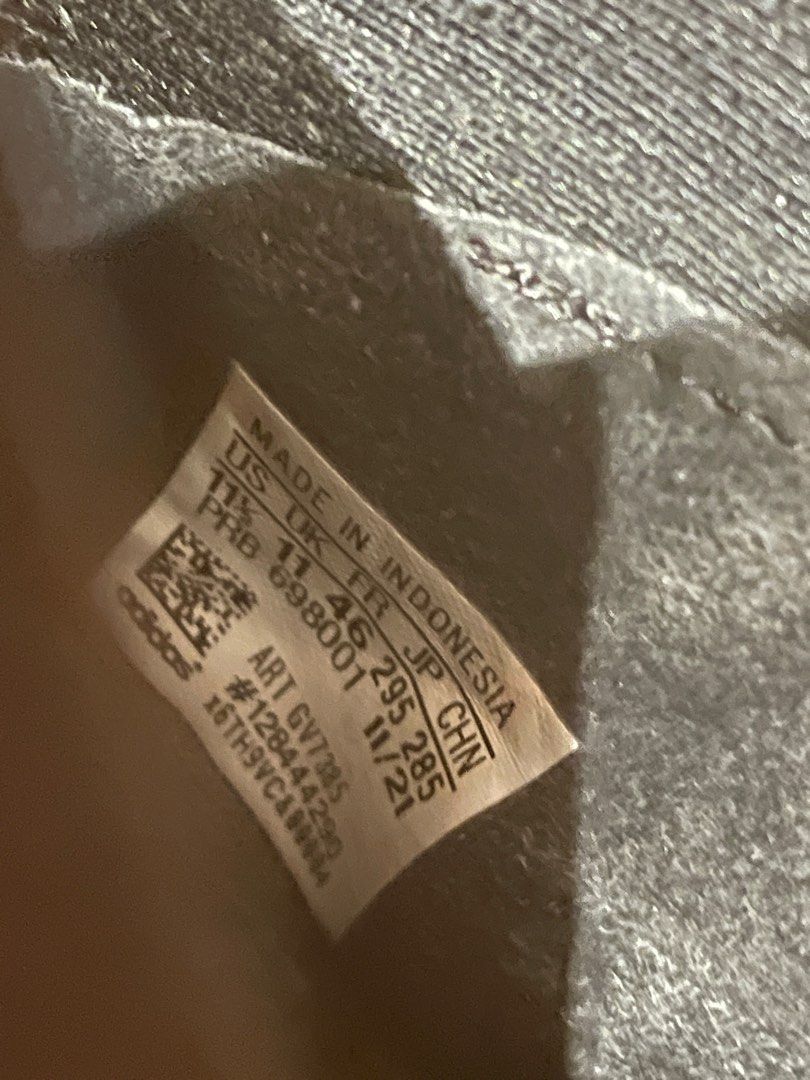 MADE IN INDONESIA
US UK FR JP CHN
11½ 11 46 295 285
PRB 698001 11/21
ART
adidas